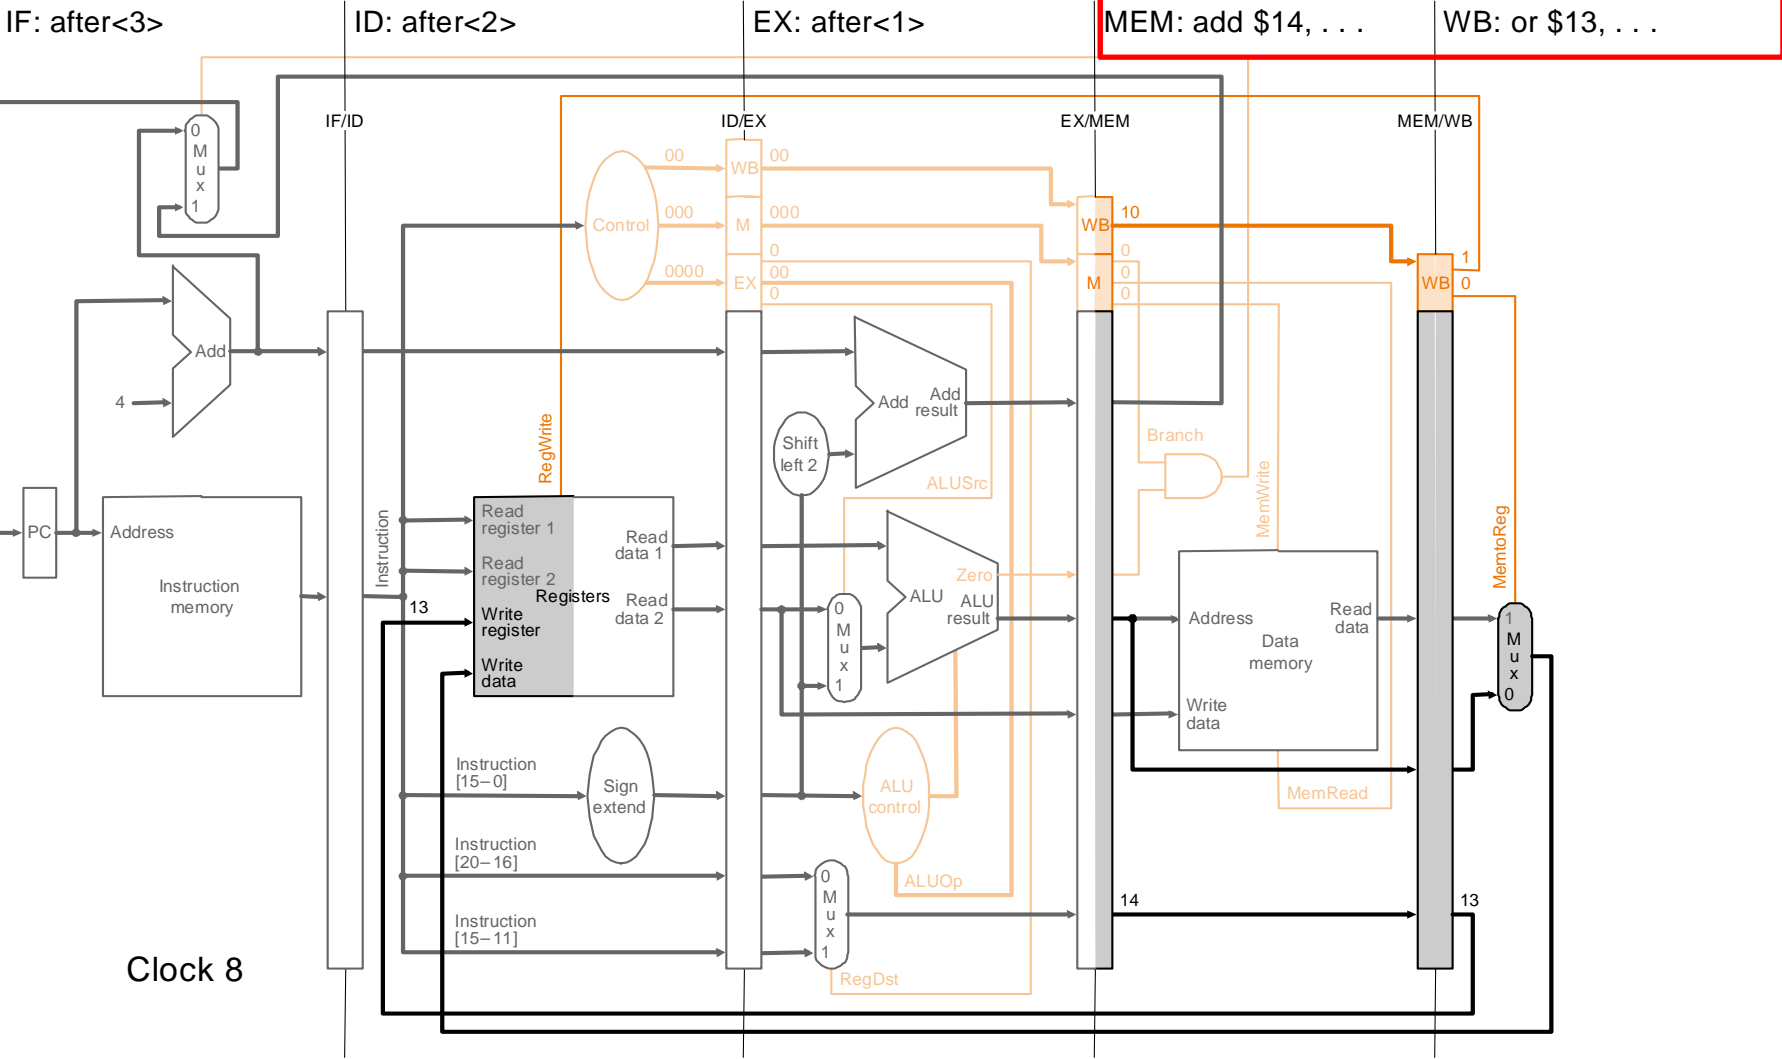 IF: after<3>
ID: after<2>
EX: after<1>
MEM: add $14, . . .
WB: or $13, . . .
IF/ID
ID/EX
EX/MEM
MEM/WB
0
M
u
x
1
Control
00
000
0000
WB
M
EX
00
000
0
00
0
WB
M
10
0
0
0
WB
1
0
Add
4
Add
Add
result
Shift
left 2
RegWrite
Branch
ALUSrc
MemWrite
MemtoReg
PC
Address
Instruction
memory
Instruction
13
Read
register 1
Read
register 2
Write
register
Write
data
Registers
Read
data 1
Read
data 2
0
M
u
x
1
Zero
ALU
ALU
result
Address
Write
data
Data
memory
Read
data
1
M
u
x
0
Instruction
[15–0]
Sign
extend
ALU
control
MemRead
Instruction
[20–16]
Instruction
[15–11]
0
M
u
x
1
ALUOp
RegDst
14
13
Clock 8